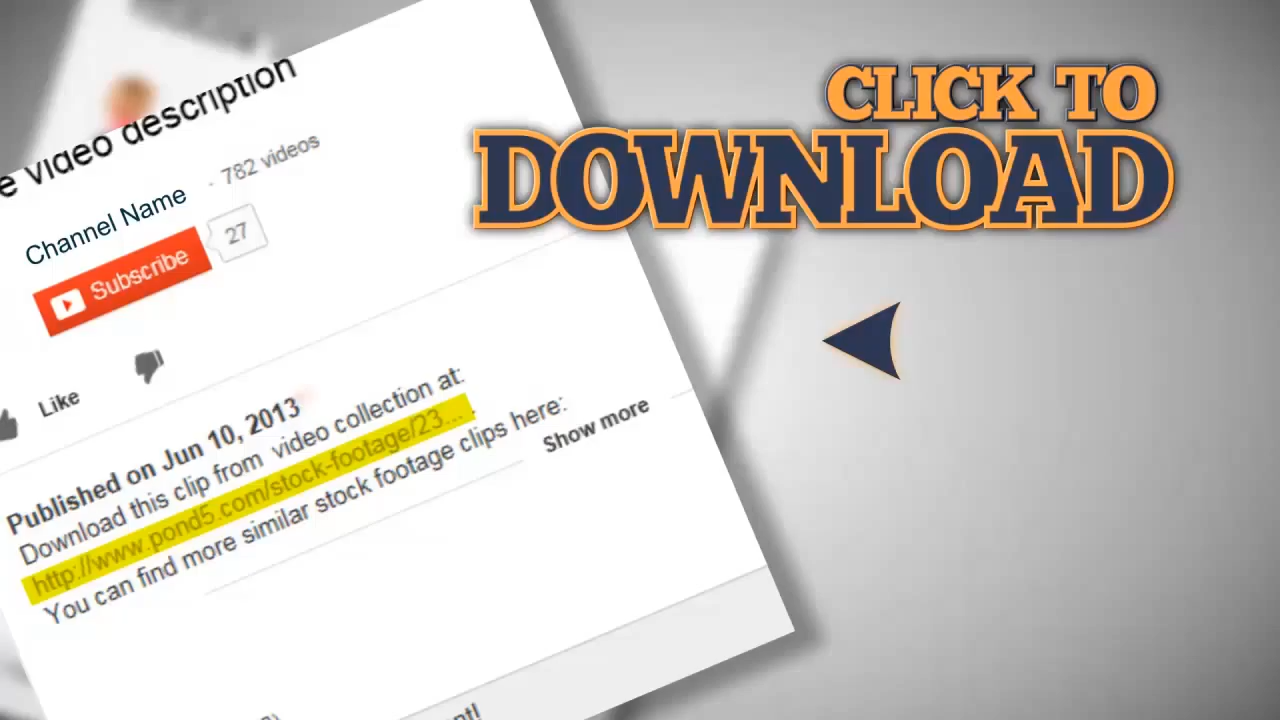 CLICK TO
DOWNLOAD
e video description
Channel Name
· 782 videos
Subscribe
27
Like
Published on Jun 10, 2013
Download this clip from video collection at:
http://www.pond5.com/stock-footage/23... .
You can find more similar stock footage clips here:
Show more